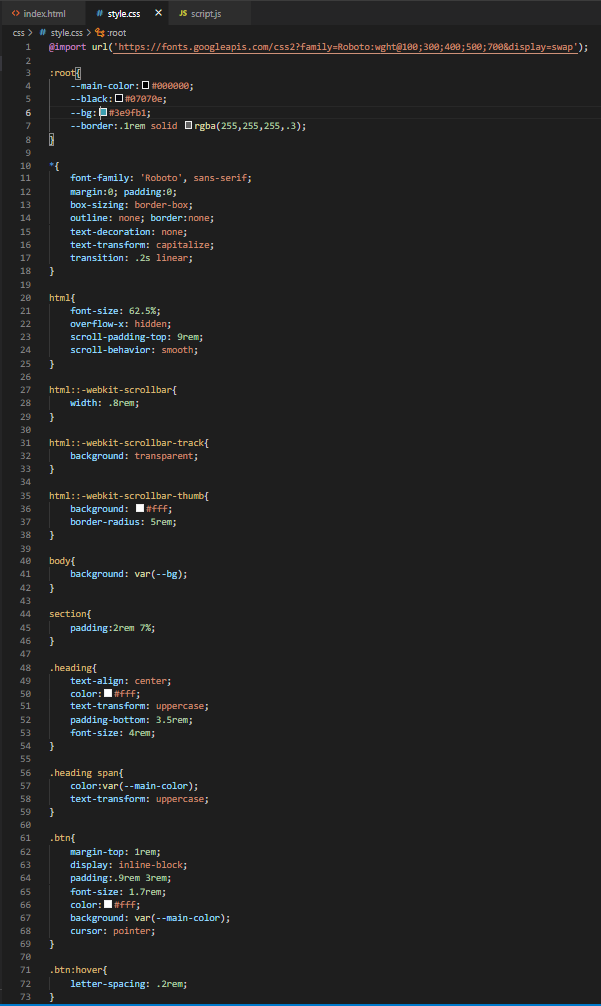 index.html # style.css × JS script.js
css > # style.css > :root
1 @import url('https://fonts.googleapis.com/css2?family=Roboto:wght@100;300;400;500;700&display=swap');
2
3 :root{
4 --main-color:#000000;
5 --black:#07070e;
6 --bg:#3e9fb1;
7 --border:.1rem solid rgba(255,255,255,.3);
8 }
9
10 *{
11 font-family: 'Roboto', sans-serif;
12 margin:0; padding:0;
13 box-sizing: border-box;
14 outline: none; border:none;
15 text-decoration: none;
16 text-transform: capitalize;
17 transition: .2s linear;
18 }
19
20 html{
21 font-size: 62.5%;
22 overflow-x: hidden;
23 scroll-padding-top: 9rem;
24 scroll-behavior: smooth;
25 }
26
27 html::-webkit-scrollbar{
28 width: .8rem;
29 }
30
31 html::-webkit-scrollbar-track{
32 background: transparent;
33 }
34
35 html::-webkit-scrollbar-thumb{
36 background: #fff;
37 border-radius: 5rem;
38 }
39
40 body{
41 background: var(--bg);
42 }
43
44 section{
45 padding:2rem 7%;
46 }
47
48 .heading{
49 text-align: center;
50 color:#fff;
51 text-transform: uppercase;
52 padding-bottom: 3.5rem;
53 font-size: 4rem;
54 }
55
56 .heading span{
57 color:var(--main-color);
58 text-transform: uppercase;
59 }
60
61 .btn{
62 margin-top: 1rem;
63 display: inline-block;
64 padding:.9rem 3rem;
65 font-size: 1.7rem;
66 color:#fff;
67 background: var(--main-color);
68 cursor: pointer;
69 }
70
71 .btn:hover{
72 letter-spacing: .2rem;
73 }